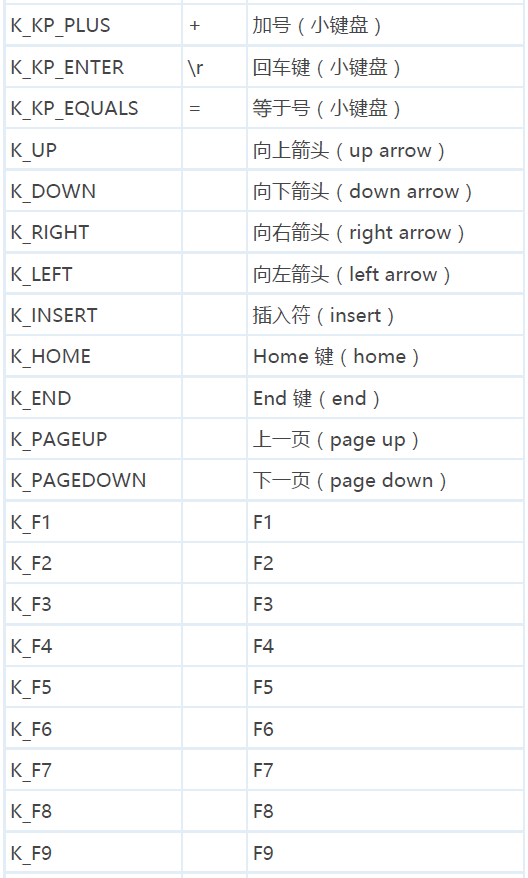 K_KP_PLUS + 加号（小键盘）
K_KP_ENTER \r 回车键（小键盘）
K_KP_EQUALS = 等于号（小键盘）
K_UP 向上箭头（up arrow）
K_DOWN 向下箭头（down arrow）
K_RIGHT 向右箭头（right arrow）
K_LEFT 向左箭头（left arrow）
K_INSERT 插入符（insert）
K_HOME Home 键（home）
K_END End 键（end）
K_PAGEUP 上一页（page up）
K_PAGEDOWN 下一页（page down）
K_F1 F1
K_F2 F2
K_F3 F3
K_F4 F4
K_F5 F5
K_F6 F6
K_F7 F7
K_F8 F8
K_F9 F9